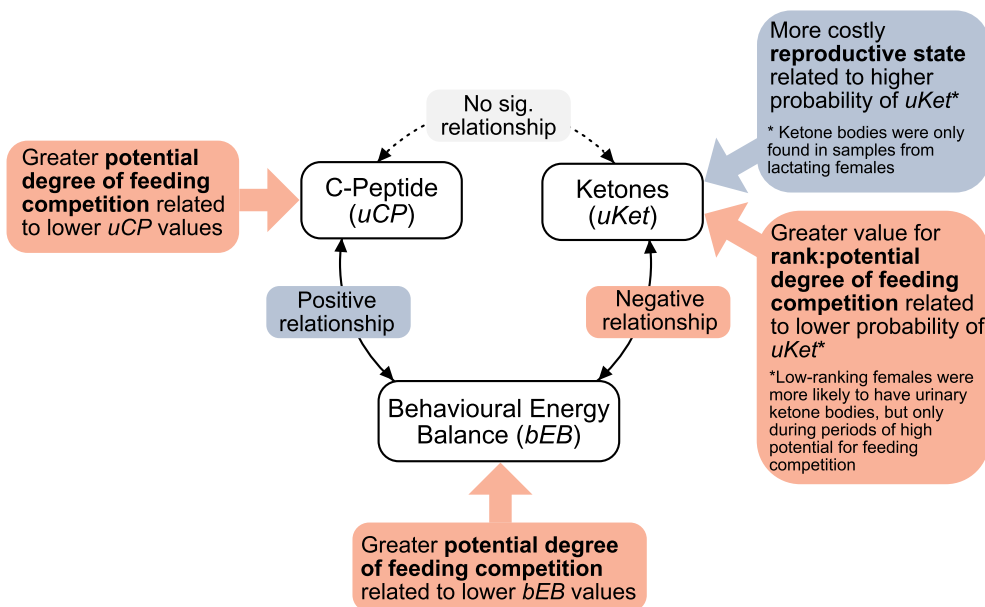 More costly
reproductive state
related to higher
probability of uKet*
* Ketone bodies were only
found in samples from
lactating females
No sig.
relationship
Greater potential
degree of feeding
competition related
to lower uCP values
C-Peptide
(uCP)
Ketones
(uKet)
Greater value for
rank:potential
degree of feeding
competition related
to lower probability of
uKet*
*Low-ranking females were
more likely to have urinary
ketone bodies, but only
during periods of high
potential for feeding
competition
Positive
relationship
Negative
relationship
Behavioural Energy
Balance (bEB)
Greater potential degree
of feeding competition
related to lower bEB values